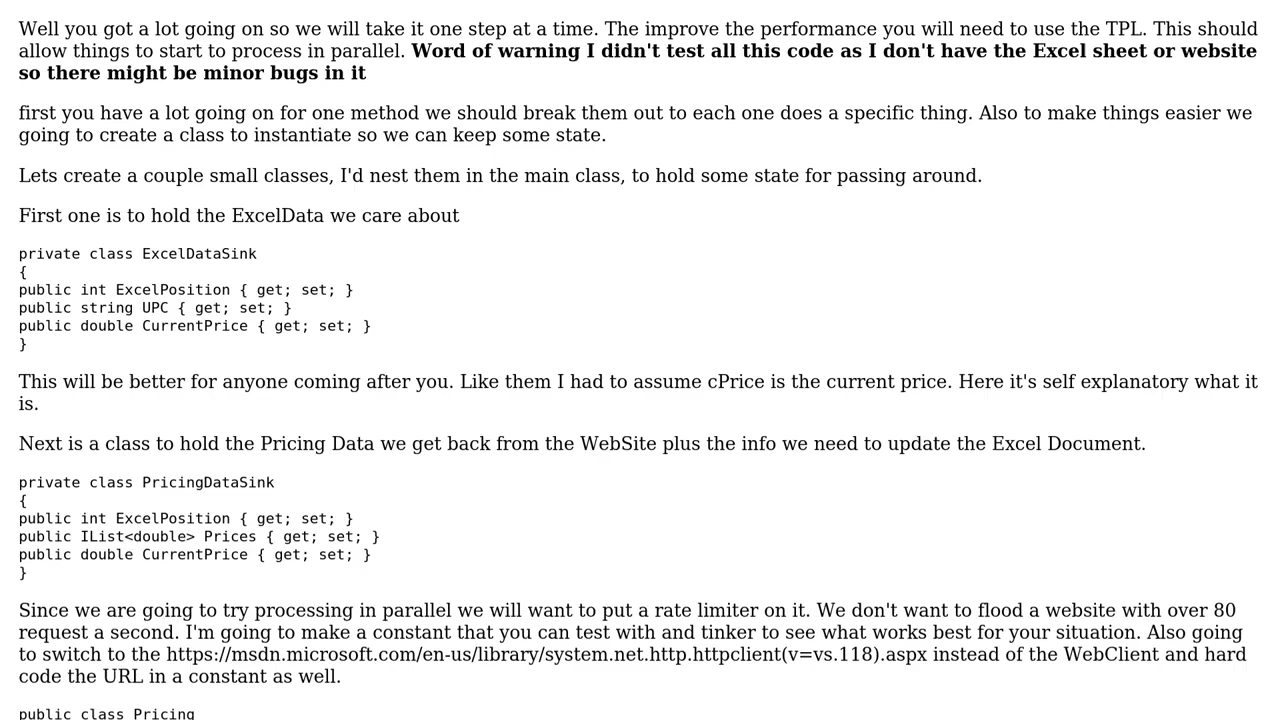 Well you got a lot going on so we will take it one step at a time. The improve the performance you will need to use the TPL. This should
allow things to start to process in parallel. Word of warning I didn't test all this code as I don't have the Excel sheet or website
so there might be minor bugs in it
first you have a lot going on for one method we should break them out to each one does a specific thing. Also to make things easier we
going to create a class to instantiate so we can keep some state.
Lets create a couple small classes, I'd nest them in the main class, to hold some state for passing around.
First one is to hold the ExcelData we care about
private class ExcelDataSink
{
public int ExcelPosition { get; set; }
public string UPC { get; set; }
public double CurrentPrice { get; set; }
}
This will be better for anyone coming after you. Like them I had to assume cPrice is the current price. Here it's self explanatory what it
is.
Next is a class to hold the Pricing Data we get back from the WebSite plus the info we need to update the Excel Document.
private class PricingDataSink
{
public int ExcelPosition { get; set; }
public IList<double> Prices { get; set; }
public double CurrentPrice { get; set; }
}
Since we are going to try processing in parallel we will want to put a rate limiter on it. We don't want to flood a website with over 80
request a second. I'm going to make a constant that you can test with and tinker to see what works best for your situation. Also going
to switch to the https://msdn.microsoft.com/en-us/library/system.net.http.httpclient(v=vs.118).aspx instead of the WebClient and hard
code the URL in a constant as well.
public class Pricing